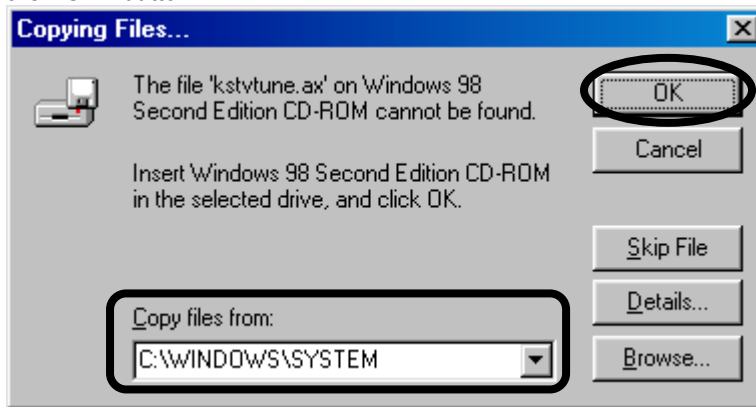 Copying Files...
The file 'kstvtune.ax' on Windows 98
Second Edition CD-ROM cannot be found.
Insert Windows 98 Second Edition CD-ROM
in the selected drive, and click OK.
Copy files from:
C:\WINDOWS\SYSTEM
OK
Cancel
Skip File
Details...
Browse...